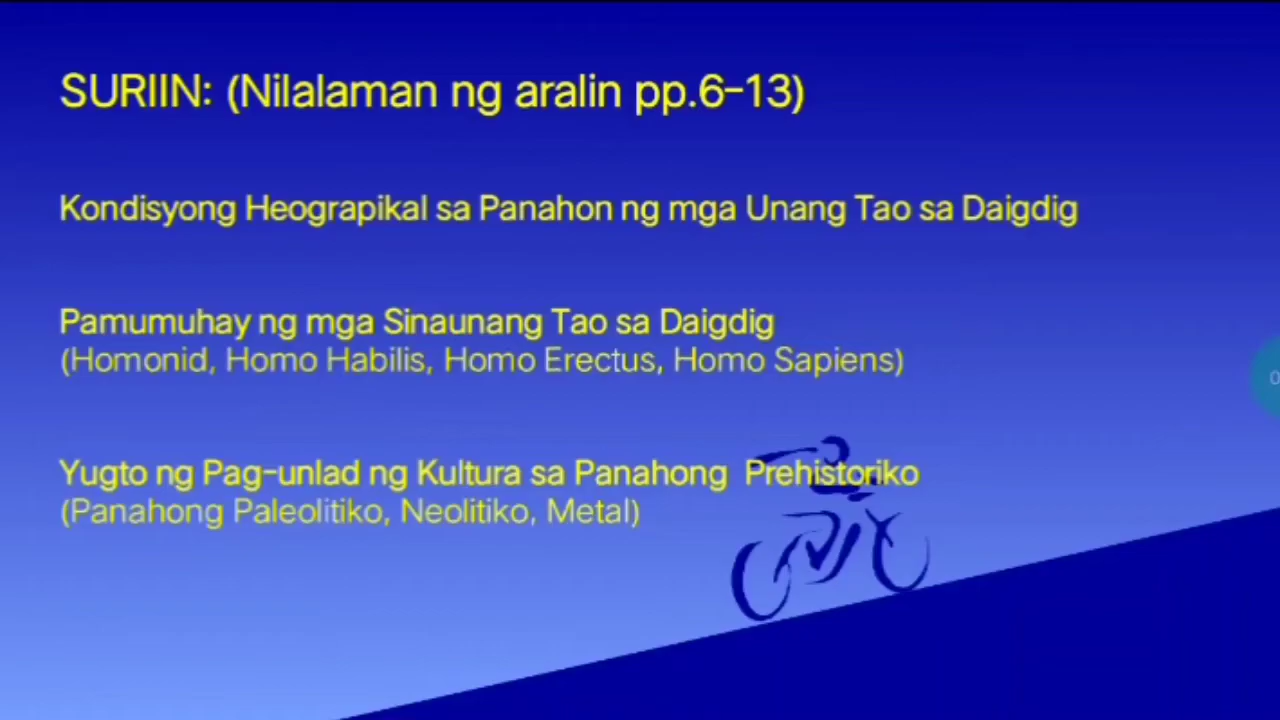 SURIIN: (Nilalaman ng aralin pp.6-13)
Kondisyong Heograpikal sa Panahon ng mga Unang Tao sa Daigdig
Pamumuhay ng mga Sinaunang Tao sa Daigdig
(Homonid, Homo Habilis, Homo Erectus, Homo Sapiens)
Yugto ng Pag-unlad ng Kultura sa Panahong Prehistoriko
(Panahong Paleolitiko, Neolitiko, Metal)